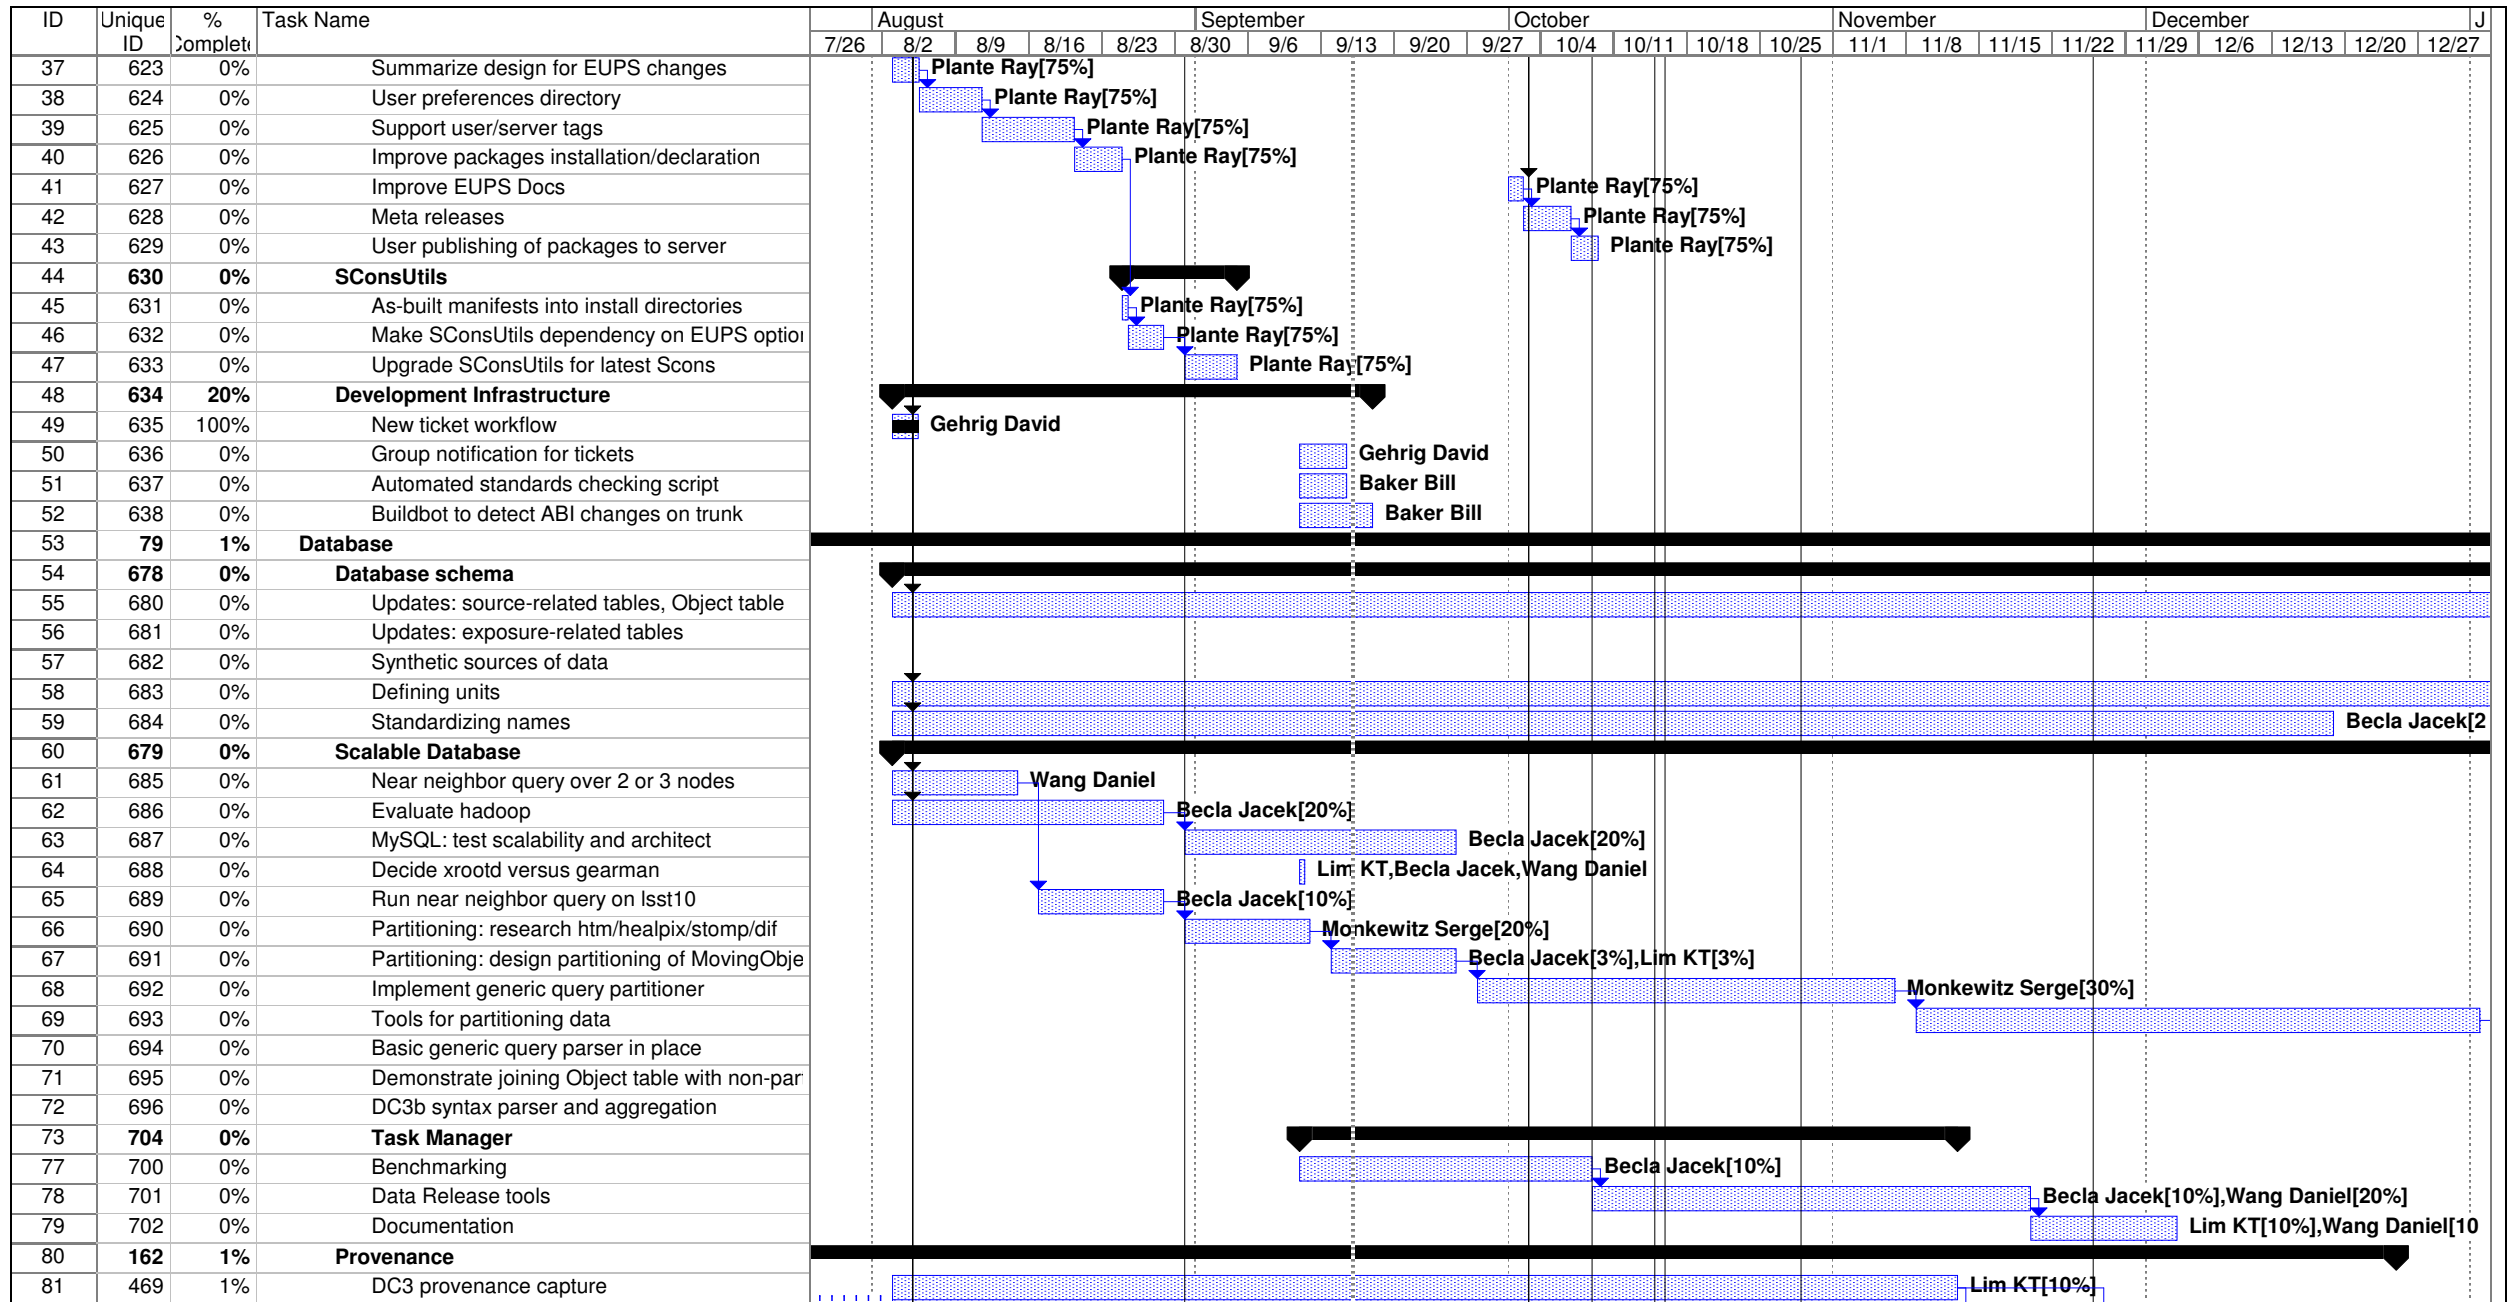 ID Unique ID % Complete Task Name August September October November December J
7/26 8/2 8/9 8/16 8/23 8/30 9/6 9/13 9/20 9/27 10/4 10/11 10/18 10/25 11/1 11/8 11/15 11/22 11/29 12/6 12/13 12/20 12/27
37 623 0% Summarize design for EUPS changes Plante Ray[75%]
38 624 0% User preferences directory Plante Ray[75%]
39 625 0% Support user/server tags Plante Ray[75%]
40 626 0% Improve packages installation/declaration Plante Ray[75%]
41 627 0% Improve EUPS Docs Plante Ray[75%]
42 628 0% Meta releases Plante Ray[75%]
43 629 0% User publishing of packages to server Plante Ray[75%]
44 630 0% SConsUtils
45 631 0% As-built manifests into install directories Plante Ray[75%]
46 632 0% Make SConsUtils dependency on EUPS option Plante Ray[75%]
47 633 0% Upgrade SConsUtils for latest Scons Plante Ray[75%]
48 634 20% Development Infrastructure
49 635 100% New ticket workflow Gehrig David
50 636 0% Group notification for tickets Gehrig David
51 637 0% Automated standards checking script Baker Bill
52 638 0% Buildbot to detect ABI changes on trunk Baker Bill
53 79 1% Database
54 678 0% Database schema
55 680 0% Updates: source-related tables, Object table
56 681 0% Updates: exposure-related tables
57 682 0% Synthetic sources of data
58 683 0% Defining units
59 684 0% Standardizing names Becla Jacek[2
60 679 0% Scalable Database
61 685 0% Near neighbor query over 2 or 3 nodes Wang Daniel
62 686 0% Evaluate hadoop Becla Jacek[20%]
63 687 0% MySQL: test scalability and architect Becla Jacek[20%]
64 688 0% Decide xrootd versus gearman Lim KT,Becla Jacek,Wang Daniel
65 689 0% Run near neighbor query on lsst10 Becla Jacek[10%]
66 690 0% Partitioning: research htm/healpix/stomp/dif Monkewitz Serge[20%]
67 691 0% Partitioning: design partitioning of MovingObje Becla Jacek[3%],Lim KT[3%]
68 692 0% Implement generic query partitioner Monkewitz Serge[30%]
69 693 0% Tools for partitioning data
70 694 0% Basic generic query parser in place
71 695 0% Demonstrate joining Object table with non-par
72 696 0% DC3b syntax parser and aggregation
73 704 0% Task Manager
77 700 0% Benchmarking Becla Jacek[10%]
78 701 0% Data Release tools Becla Jacek[10%],Wang Daniel[20%]
79 702 0% Documentation Lim KT[10%],Wang Daniel[10
80 162 1% Provenance
81 469 1% DC3 provenance capture Lim KT[10%]